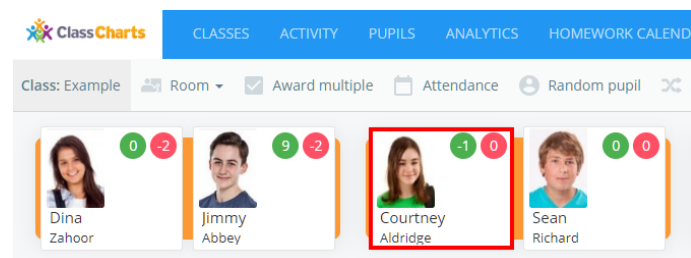 ClassCharts CLASSES ACTIVITY PUPILS ANALYTICS HOMEWORK CALEND
Class: Example Room Award multiple Attendance Random pupil
0 -2 9 -2 -1 0 0 0
Dina Jimmy Courtney Sean
Zahoor Abbey Aldridge Richard